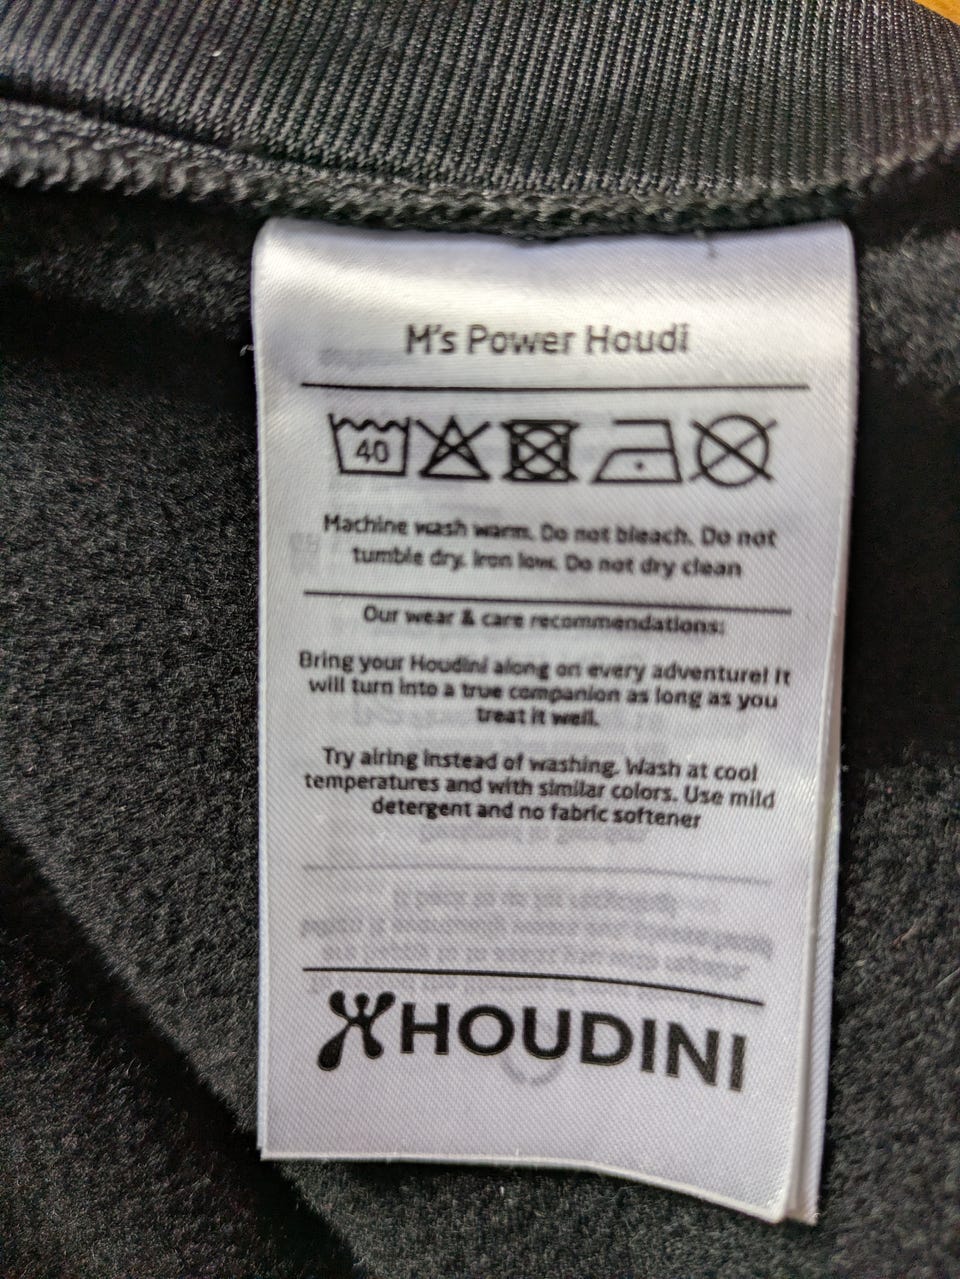 M's Power Houdi
40
Machine wash warm. Do not bleach. Do not
tumble dry. Iron low. Do not dry clean
Our wear & care recommendations:
Bring your Houdini along on every adventure! It
will turn into a true companion as long as you
treat it well.
Try airing instead of washing. Wash at cool
temperatures and with similar colors. Use mild
detergent and no fabric softener
HOUDINI